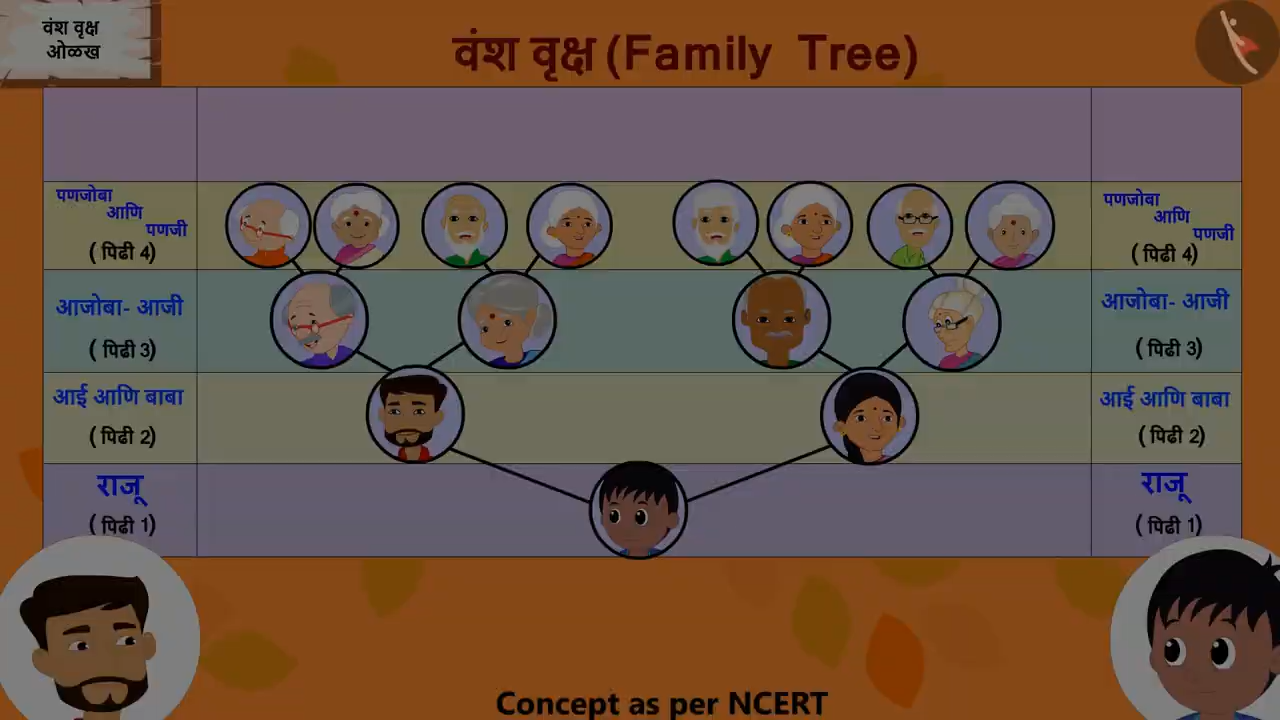 वंश वृक्ष
ओळख
वंश वृक्ष (Family Tree)
पणजोबा
आणि
पणजी
( पिढी 4)
पणजोबा
आणि
पणजी
( पिढी 4)
आजोबा- आजी
( पिढी 3)
आजोबा- आजी
( पिढी 3)
आई आणि बाबा
( पिढी 2)
आई आणि बाबा
( पिढी 2)
राजू
( पिढी 1)
राजू
( पिढी 1)
Concept as per NCERT